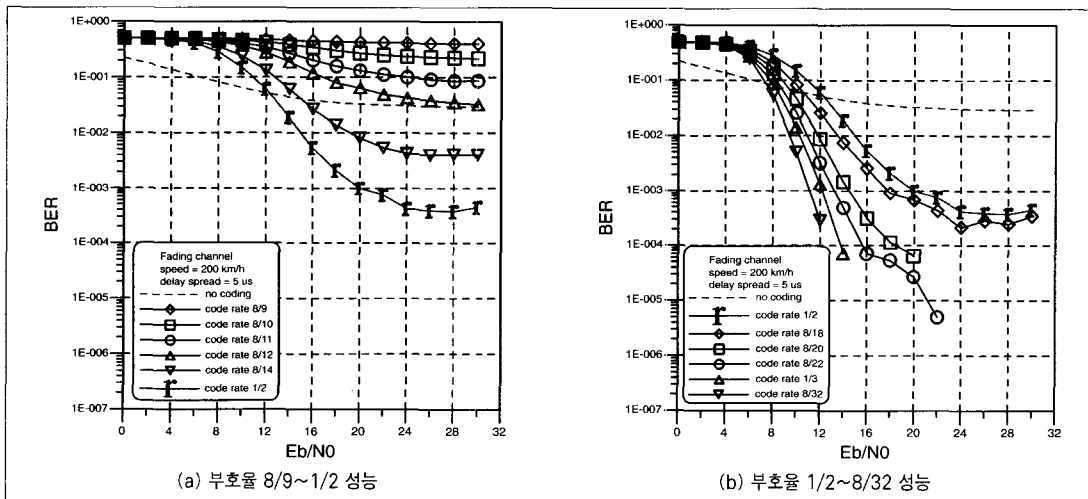 1E+000
1E-001
1E-002
1E-003
1E-004
1E-005
1E-006
1E-007
BER
Fading channel
speed = 200 km/h
delay spread = 5 us
no coding
code rate 8/9
code rate 8/10
code rate 8/11
code rate 8/12
code rate 8/14
code rate 1/2
0 4 8 12 16 20 24 28 32
Eb/N0
(a) 부호율 8/9~1/2 성능
1E+000
1E-001
1E-002
1E-003
1E-004
1E-005
1E-006
1E-007
BER
Fading channel
speed = 200 km/h
delay spread = 5 us
no coding
code rate 1/2
code rate 8/18
code rate 8/20
code rate 8/22
code rate 1/3
code rate 8/32
0 4 8 12 16 20 24 28 32
Eb/N0
(b) 부호율 1/2~8/32 성능